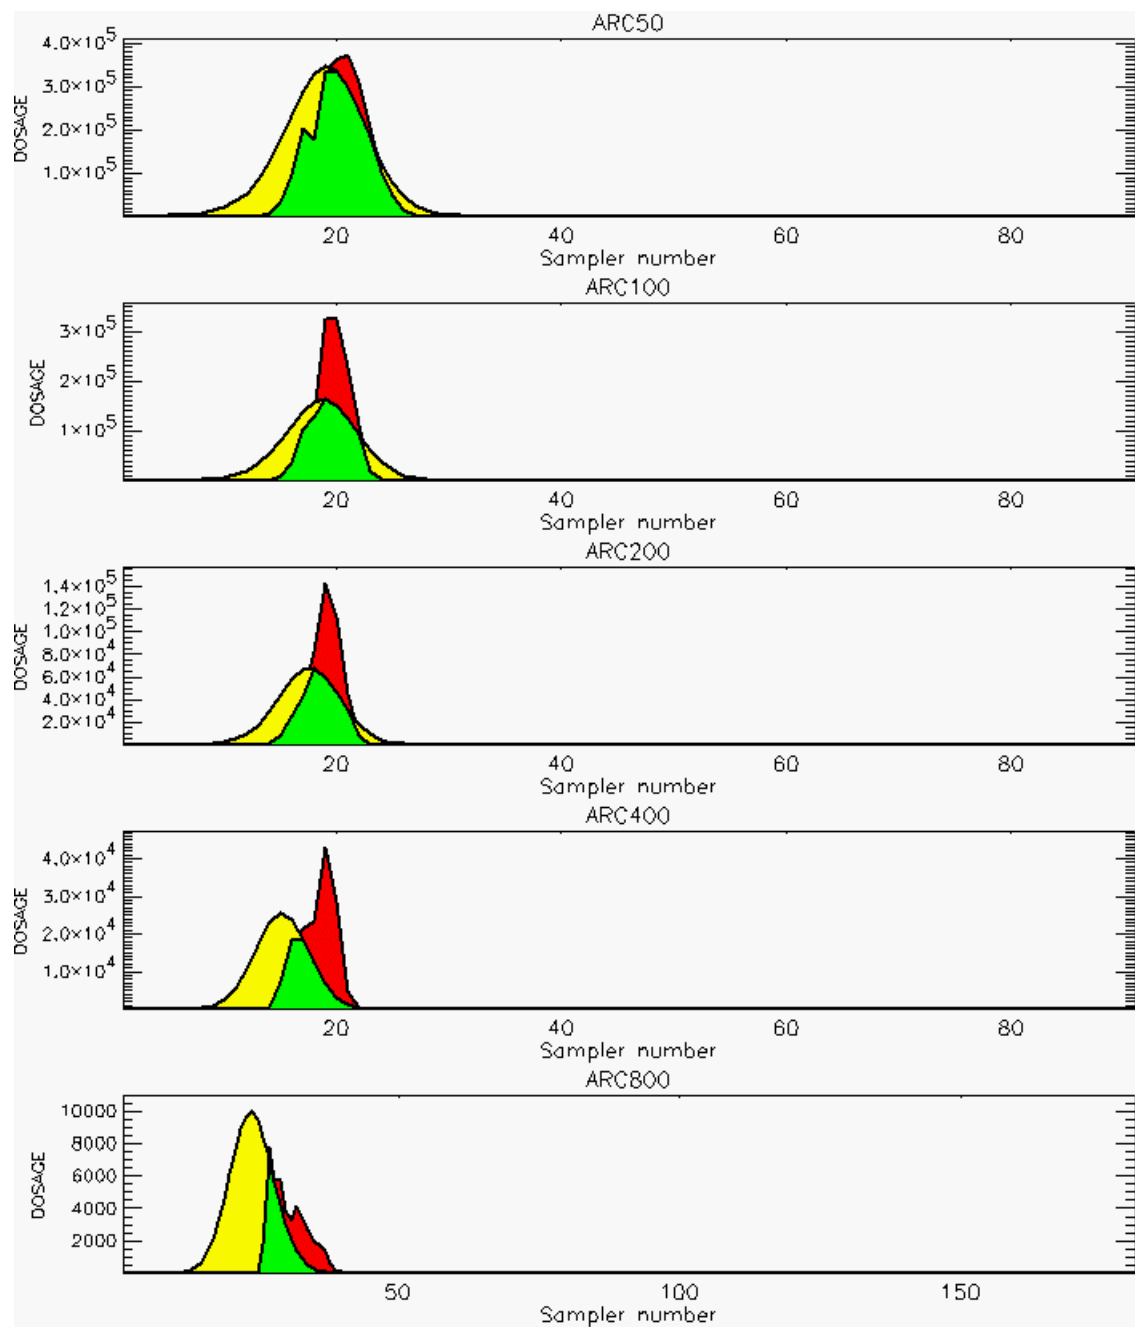 ARC50
4.0×10⁵
3.0×10⁵
2.0×10⁵
1.0×10⁵
DOSAGE
20 40 60 80
Sampler number
ARC100
3×10⁵
2×10⁵
1×10⁵
DOSAGE
20 40 60 80
Sampler number
ARC200
1.4×10⁵
1.2×10⁵
1.0×10⁵
8.0×10⁴
6.0×10⁴
4.0×10⁴
2.0×10⁴
DOSAGE
20 40 60 80
Sampler number
ARC400
4.0×10⁴
3.0×10⁴
2.0×10⁴
1.0×10⁴
DOSAGE
20 40 60 80
Sampler number
ARC800
10000
8000
6000
4000
2000
DOSAGE
50 100 150
Sampler number